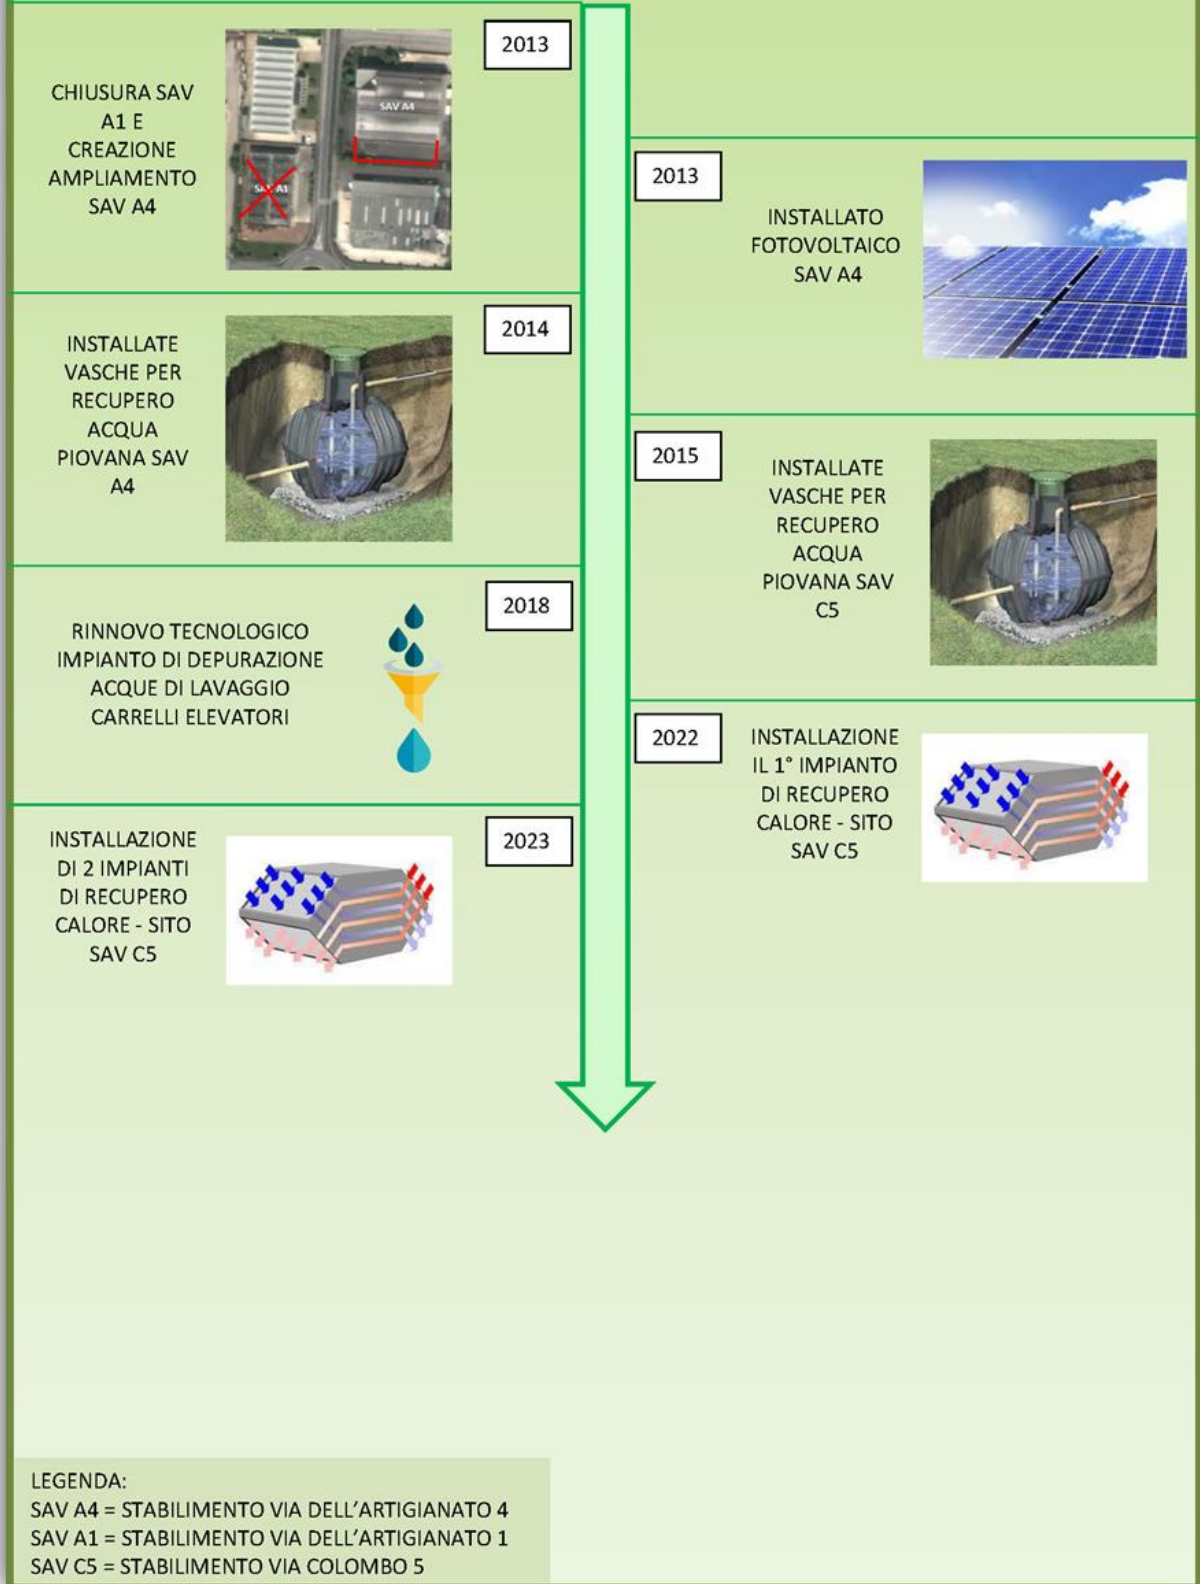 2013
CHIUSURA SAV
A1 E
CREAZIONE
AMPLIAMENTO
SAV A4
SAV A4
SAV A1
2013
INSTALLATO
FOTOVOLTAICO
SAV A4
2014
INSTALLATE
VASCHE PER
RECUPERO
ACQUA
PIOVANA SAV
A4
2015
INSTALLATE
VASCHE PER
RECUPERO
ACQUA
PIOVANA SAV
C5
2018
RINNOVO TECNOLOGICO
IMPIANTO DI DEPURAZIONE
ACQUE DI LAVAGGIO
CARRELLI ELEVATORI
2022
INSTALLAZIONE
IL 1° IMPIANTO
DI RECUPERO
CALORE - SITO
SAV C5
2023
INSTALLAZIONE
DI 2 IMPIANTI
DI RECUPERO
CALORE - SITO
SAV C5
LEGENDA:
SAV A4 = STABILIMENTO VIA DELL'ARTIGIANATO 4
SAV A1 = STABILIMENTO VIA DELL'ARTIGIANATO 1
SAV C5 = STABILIMENTO VIA COLOMBO 5